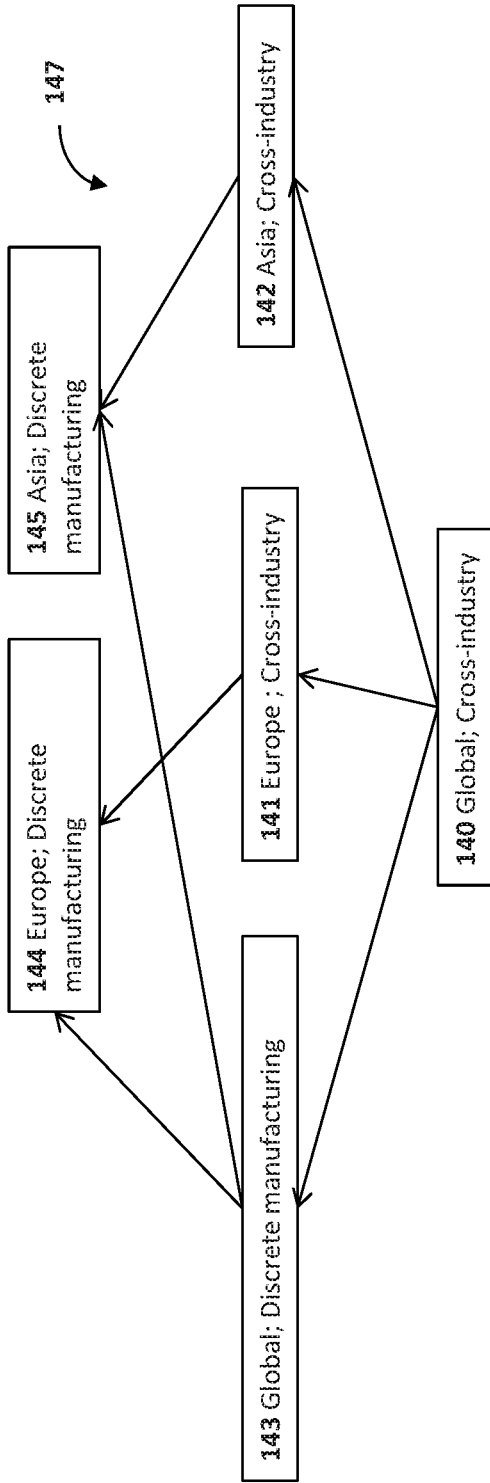 147
144 Europe; Discrete
manufacturing
145 Asia; Discrete
manufacturing
143 Global; Discrete manufacturing
141 Europe ; Cross-industry
142 Asia; Cross-industry
140 Global; Cross-industry